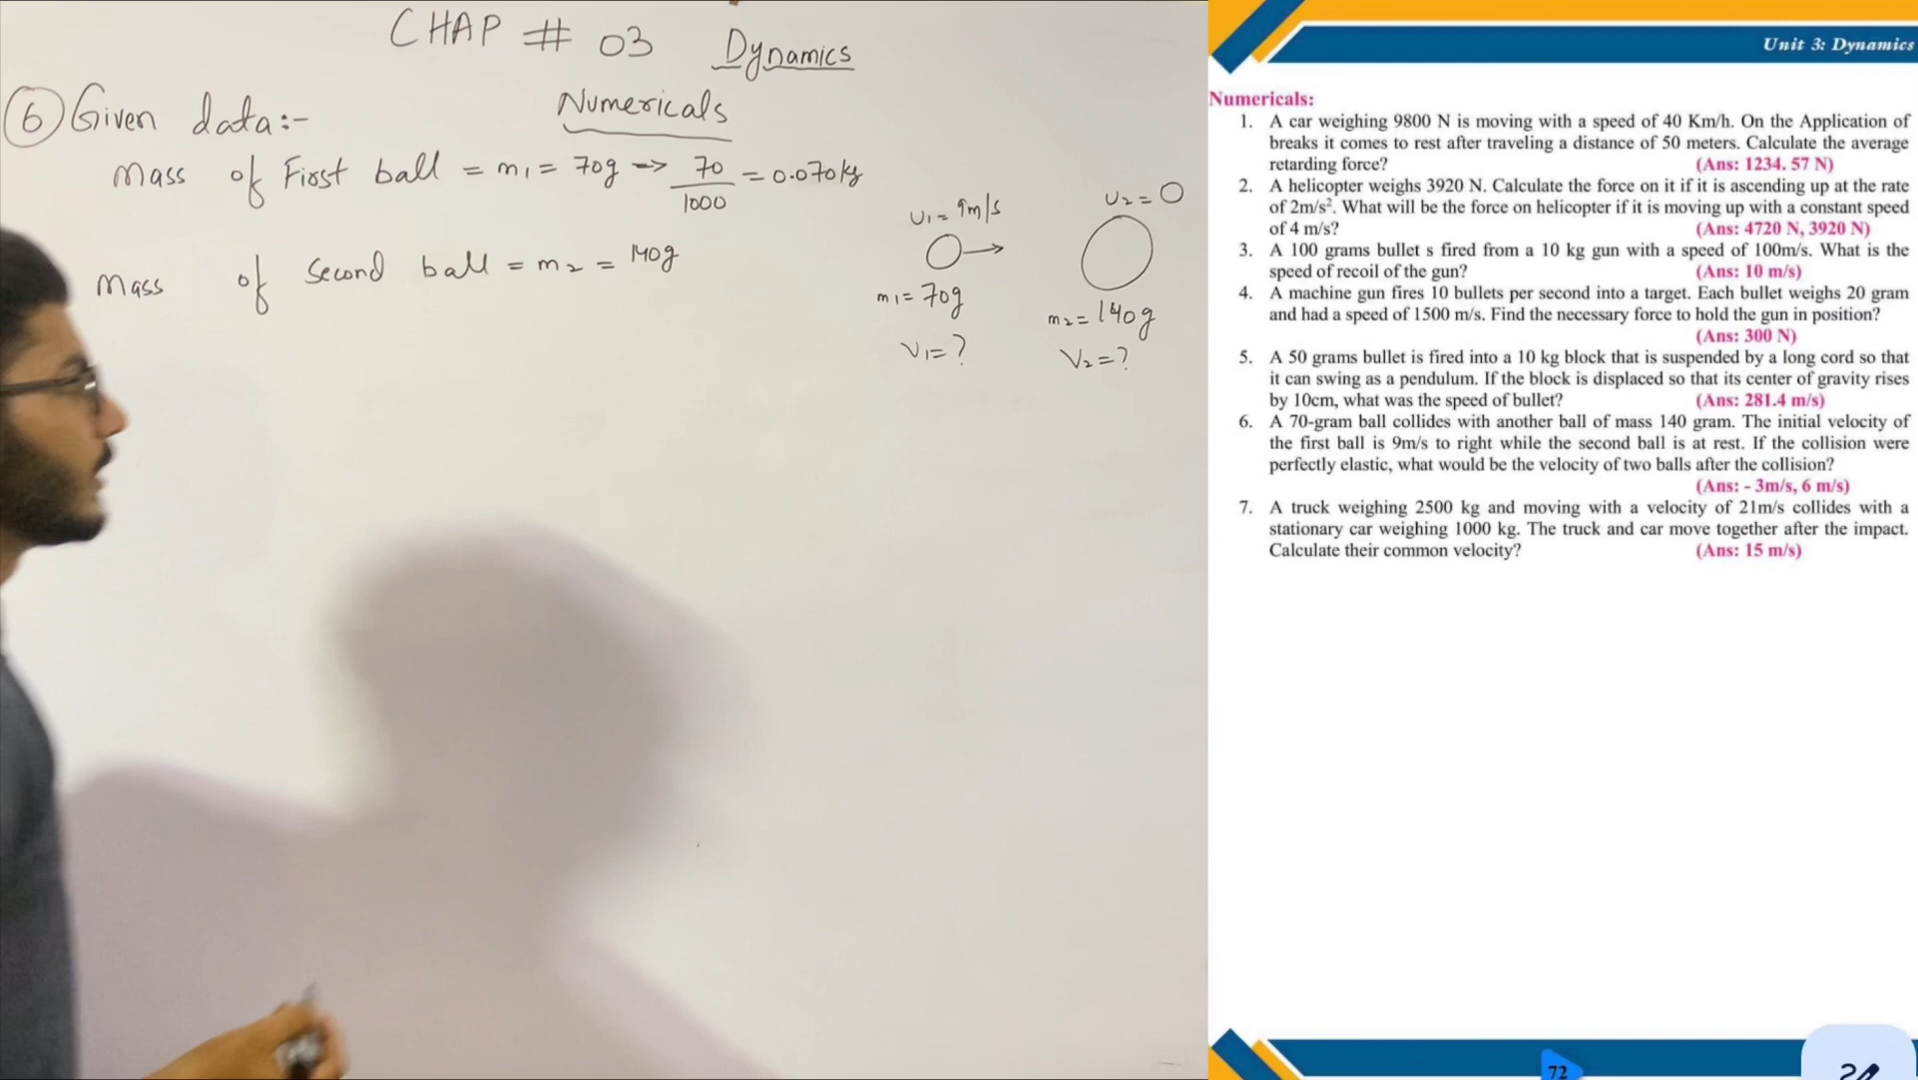 CHAP # 03 Dynamics
Numericals
6 Given data:-
Mass of First ball = m₁ = 70g → 70/1000 = 0.070kg
Mass of Second ball = m₂ = 140g
U₁ = 9m/s
m₁ = 70g
V₁ = ?
U₂ = 0
m₂ = 140g
V₂ = ?
Unit 3: Dynamics
Numericals:
1. A car weighing 9800 N is moving with a speed of 40 Km/h. On the Application of
breaks it comes to rest after traveling a distance of 50 meters. Calculate the average
retarding force? (Ans: 1234. 57 N)
2. A helicopter weighs 3920 N. Calculate the force on it if it is ascending up at the rate
of 2m/s². What will be the force on helicopter if it is moving up with a constant speed
of 4 m/s? (Ans: 4720 N, 3920 N)
3. A 100 grams bullet s fired from a 10 kg gun with a speed of 100m/s. What is the
speed of recoil of the gun? (Ans: 10 m/s)
4. A machine gun fires 10 bullets per second into a target. Each bullet weighs 20 gram
and had a speed of 1500 m/s. Find the necessary force to hold the gun in position?
(Ans: 300 N)
5. A 50 grams bullet is fired into a 10 kg block that is suspended by a long cord so that
it can swing as a pendulum. If the block is displaced so that its center of gravity rises
by 10cm, what was the speed of bullet? (Ans: 281.4 m/s)
6. A 70-gram ball collides with another ball of mass 140 gram. The initial velocity of
the first ball is 9m/s to right while the second ball is at rest. If the collision were
perfectly elastic, what would be the velocity of two balls after the collision?
(Ans: - 3m/s, 6 m/s)
7. A truck weighing 2500 kg and moving with a velocity of 21m/s collides with a
stationary car weighing 1000 kg. The truck and car move together after the impact.
Calculate their common velocity? (Ans: 15 m/s)
72